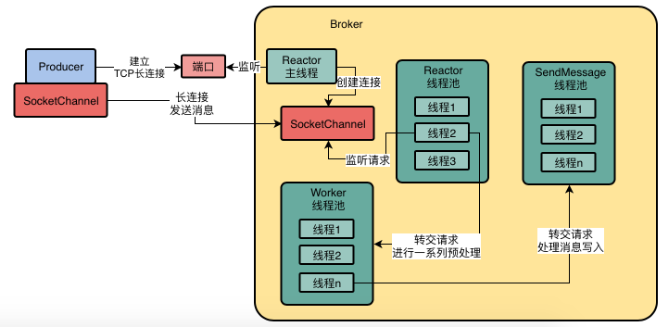 Broker
Producer
SocketChannel
建立
TCP长连接
端口
监听
Reactor
主线程
创建连接
长连接
发送消息
SocketChannel
监听请求
Reactor
线程池
线程1
线程2
线程3
SendMessage
线程池
线程1
线程2
线程n
Worker
线程池
线程1
线程2
线程n
转交请求
进行一系列预处理
转交请求
处理消息写入